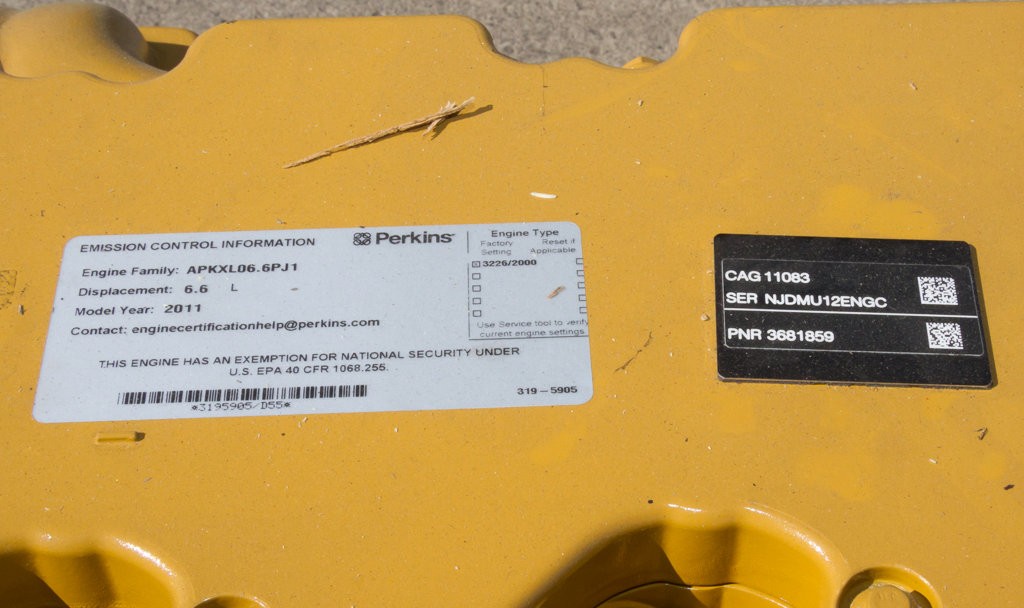 EMISSION CONTROL INFORMATION
Perkins
Engine Family: APKXL06.6PJ1
Displacement: 6.6 L
Model Year: 2011
Contact: enginecertificationhelp@perkins.com
Engine Type
Factory Setting
Reset if Applicable
3226/2000
Use Service tool to verify
current engine settings
THIS ENGINE HAS AN EXEMPTION FOR NATIONAL SECURITY UNDER
U.S. EPA 40 CFR 1068.255.
*3195905/D55*
319-5905
CAG 11083
SER NJDMU12ENGC
PNR 3681859